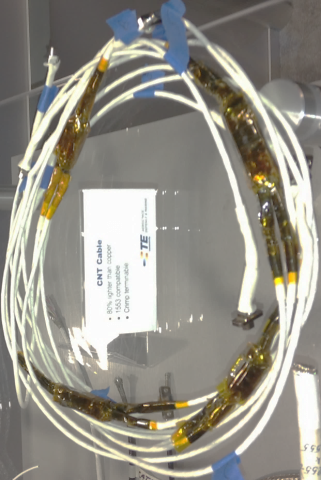 CNT Cable
• 80% lighter than copper
• 1553 compatible
• Crimp terminable
TE